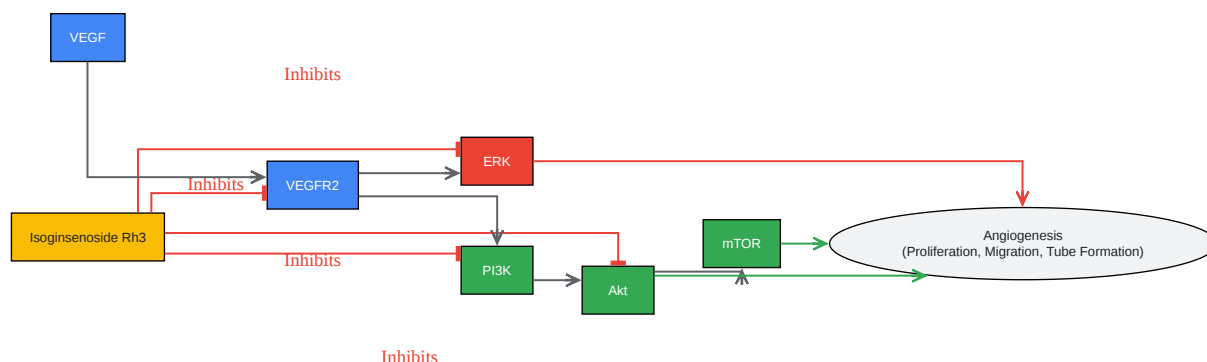 VEGF
Inhibits
ERK
Inhibits
VEGFR2
Isoginsenoside Rh3
mTOR
Angiogenesis
(Proliferation, Migration, Tube Formation)
Inhibits
PI3K
Akt
Inhibits